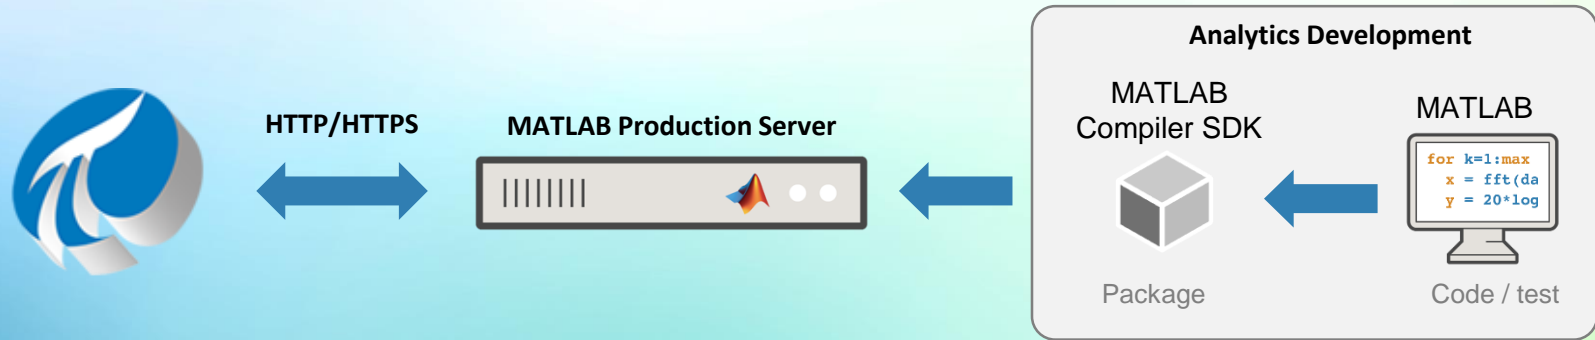 Analytics Development
HTTP/HTTPS
MATLAB Production Server
MATLAB
Compiler SDK
MATLAB
for k=1:max
x = fft(da
y = 20*log
Package
Code / test